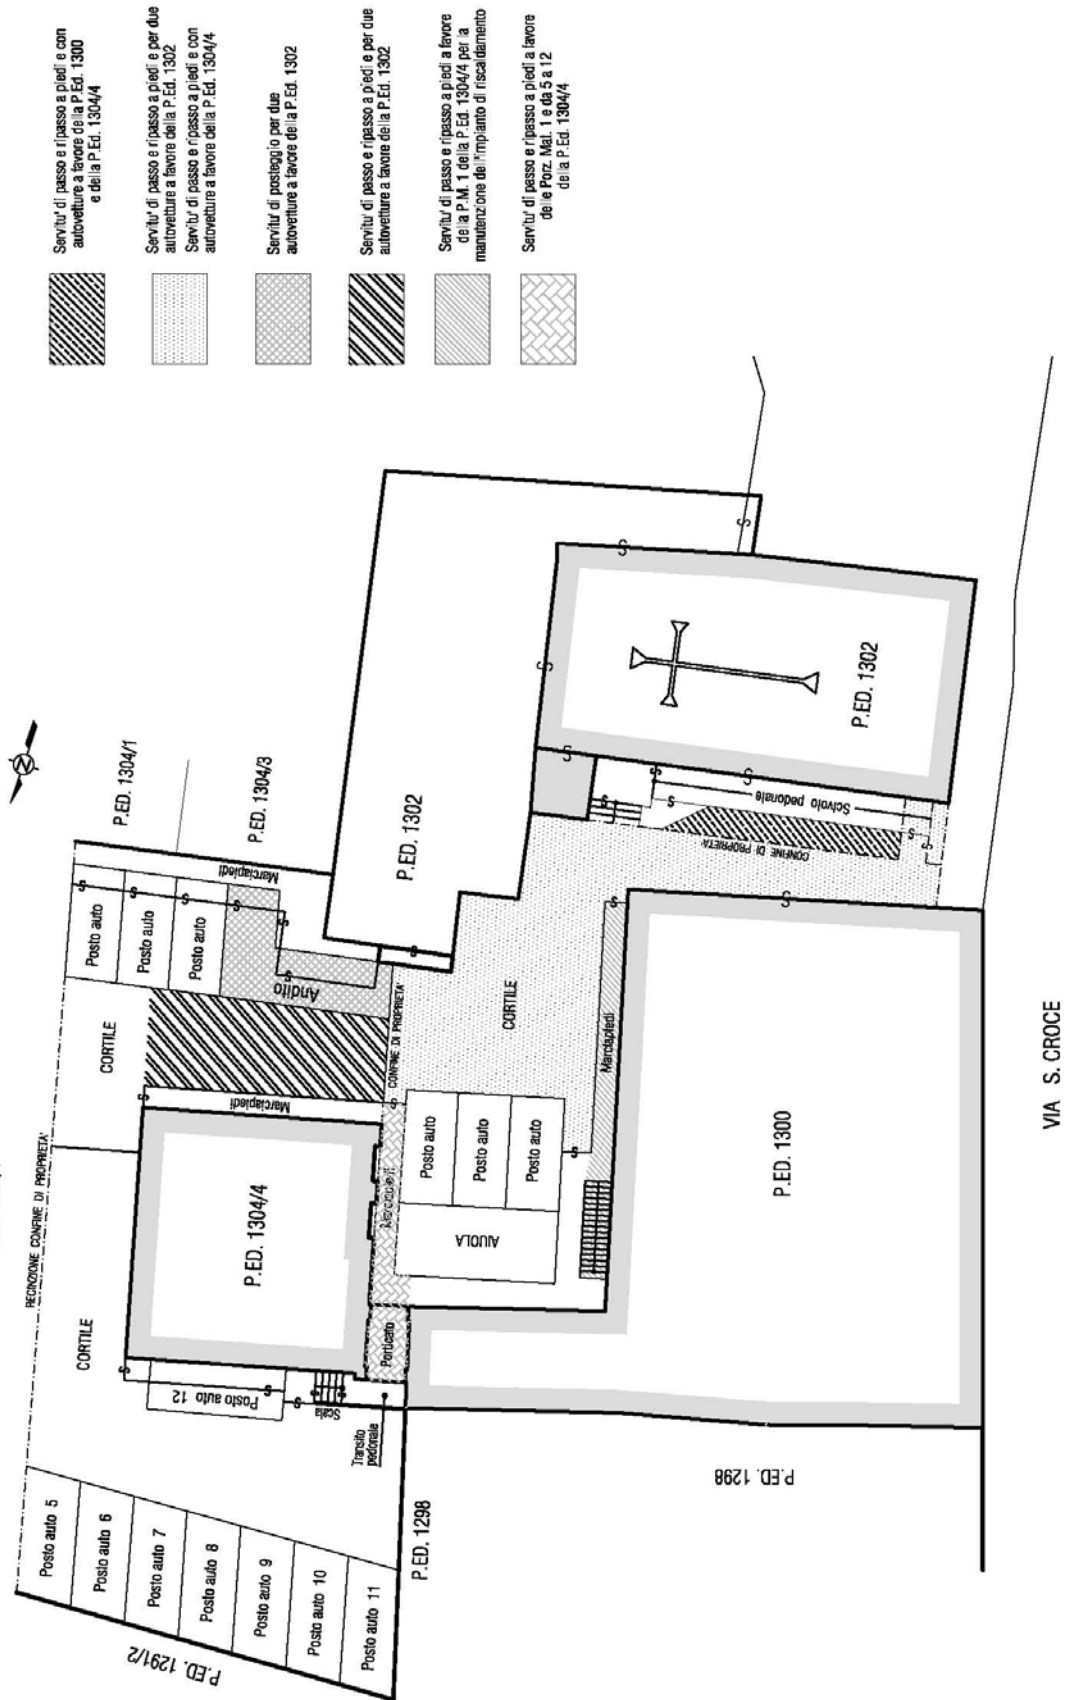 Servitu' di passo e ripasso a piedi e con
autovetture a favore della P.Ed. 1300
e della P.Ed. 1304/4
Servitu' di passo e ripasso a piedi e per due
autovetture a favore della P.Ed. 1302
Servitu' di passo e ripasso a piedi e con
autovetture a favore della P.Ed. 1304/4
Servitu' di posteggio per due
autovetture a favore della P.Ed. 1302
Servitu' di passo e ripasso a piedi e per due
autovetture a favore della P.Ed. 1302
Servitu' di passo e ripasso a piedi a favore
della P.M. 1 della P.Ed. 1304/4 per la
manutenzione dell'impianto di riscaldamento
Servitu' di passo e ripasso a piedi a favore
delle Porz. Mat. 1 e da 5 a 12
della P.Ed. 1304/4
N
P.ED. 1304/1
P.ED. 1304/3
Marciapiedi
Posto auto
Posto auto
Posto auto
Andito
CORTILE
RECINZIONE CONFINE DI PROPRIETA'
CORTILE
Marciapiedi
P.ED. 1304/4
CONFINE DI PROPRIETA'
Marciapiedi
Porticato
Posto auto 12
Scala
Transito
pedonale
Posto auto 5
Posto auto 6
Posto auto 7
Posto auto 8
Posto auto 9
Posto auto 10
Posto auto 11
P.ED. 1291/2
P.ED. 1298
P.ED. 1298
P.ED. 1302
P.ED. 1302
Scivolo pedonale
CONFINE DI PROPRIETA'
CORTILE
Marciapiedi
Posto auto
Posto auto
Posto auto
AIUOLA
P.ED. 1300
VIA S. CROCE